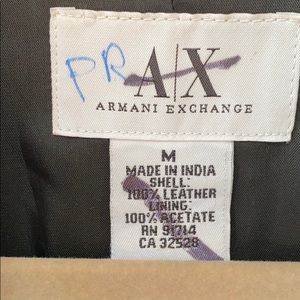 PR
A|X
ARMANI EXCHANGE
M
MADE IN INDIA
SHELL:
100% LEATHER
LINING:
100% ACETATE
RN 91714
CA 32528